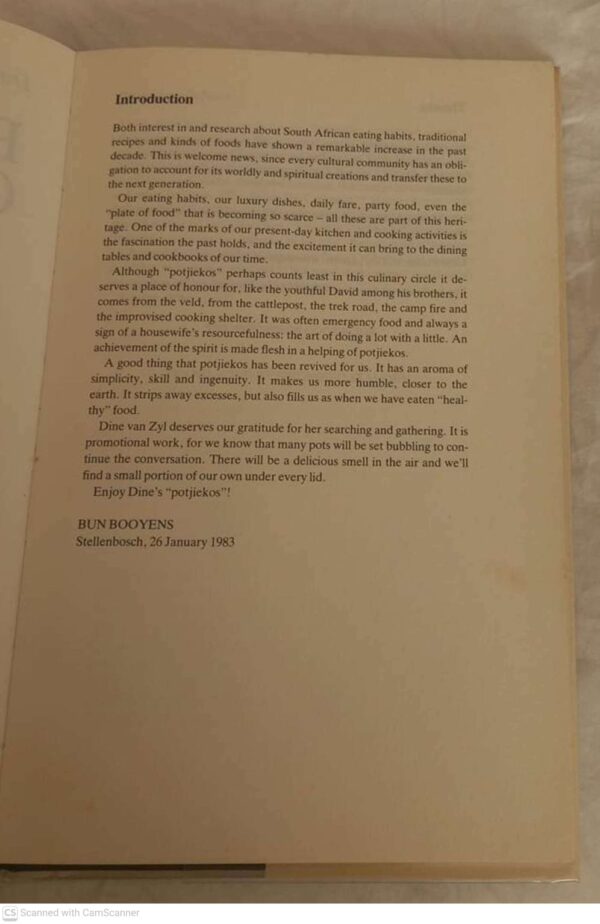 Introduction
Both interest in and research about South African eating habits, traditional
recipes and kinds of foods have shown a remarkable increase in the past
decade. This is welcome news, since every cultural community has an obli-
gation to account for its worldly and spiritual creations and transfer these to
the next generation.
Our eating habits, our luxury dishes, daily fare, party food, even the
“plate of food” that is becoming so scarce – all these are part of this heri-
tage. One of the marks of our present-day kitchen and cooking activities is
the fascination the past holds, and the excitement it can bring to the dining
tables and cookbooks of our time.
Although “potjiekos” perhaps counts least in this culinary circle it de-
serves a place of honour for, like the youthful David among his brothers, it
comes from the veld, from the cattlepost, the trek road, the camp fire and
the improvised cooking shelter. It was often emergency food and always a
sign of a housewife's resourcefulness: the art of doing a lot with a little. An
achievement of the spirit is made flesh in a helping of potjiekos.
A good thing that potjiekos has been revived for us. It has an aroma of
simplicity, skill and ingenuity. It makes us more humble, closer to the
earth. It strips away excesses, but also fills us as when we have eaten “heal-
thy” food.
Dine van Zyl deserves our gratitude for her searching and gathering. It is
promotional work, for we know that many pots will be set bubbling to con-
tinue the conversation. There will be a delicious smell in the air and we'll
find a small portion of our own under every lid.
Enjoy Dine's “potjiekos”!
BUN BOOYENS
Stellenbosch, 26 January 1983
CS Scanned with CamScanner